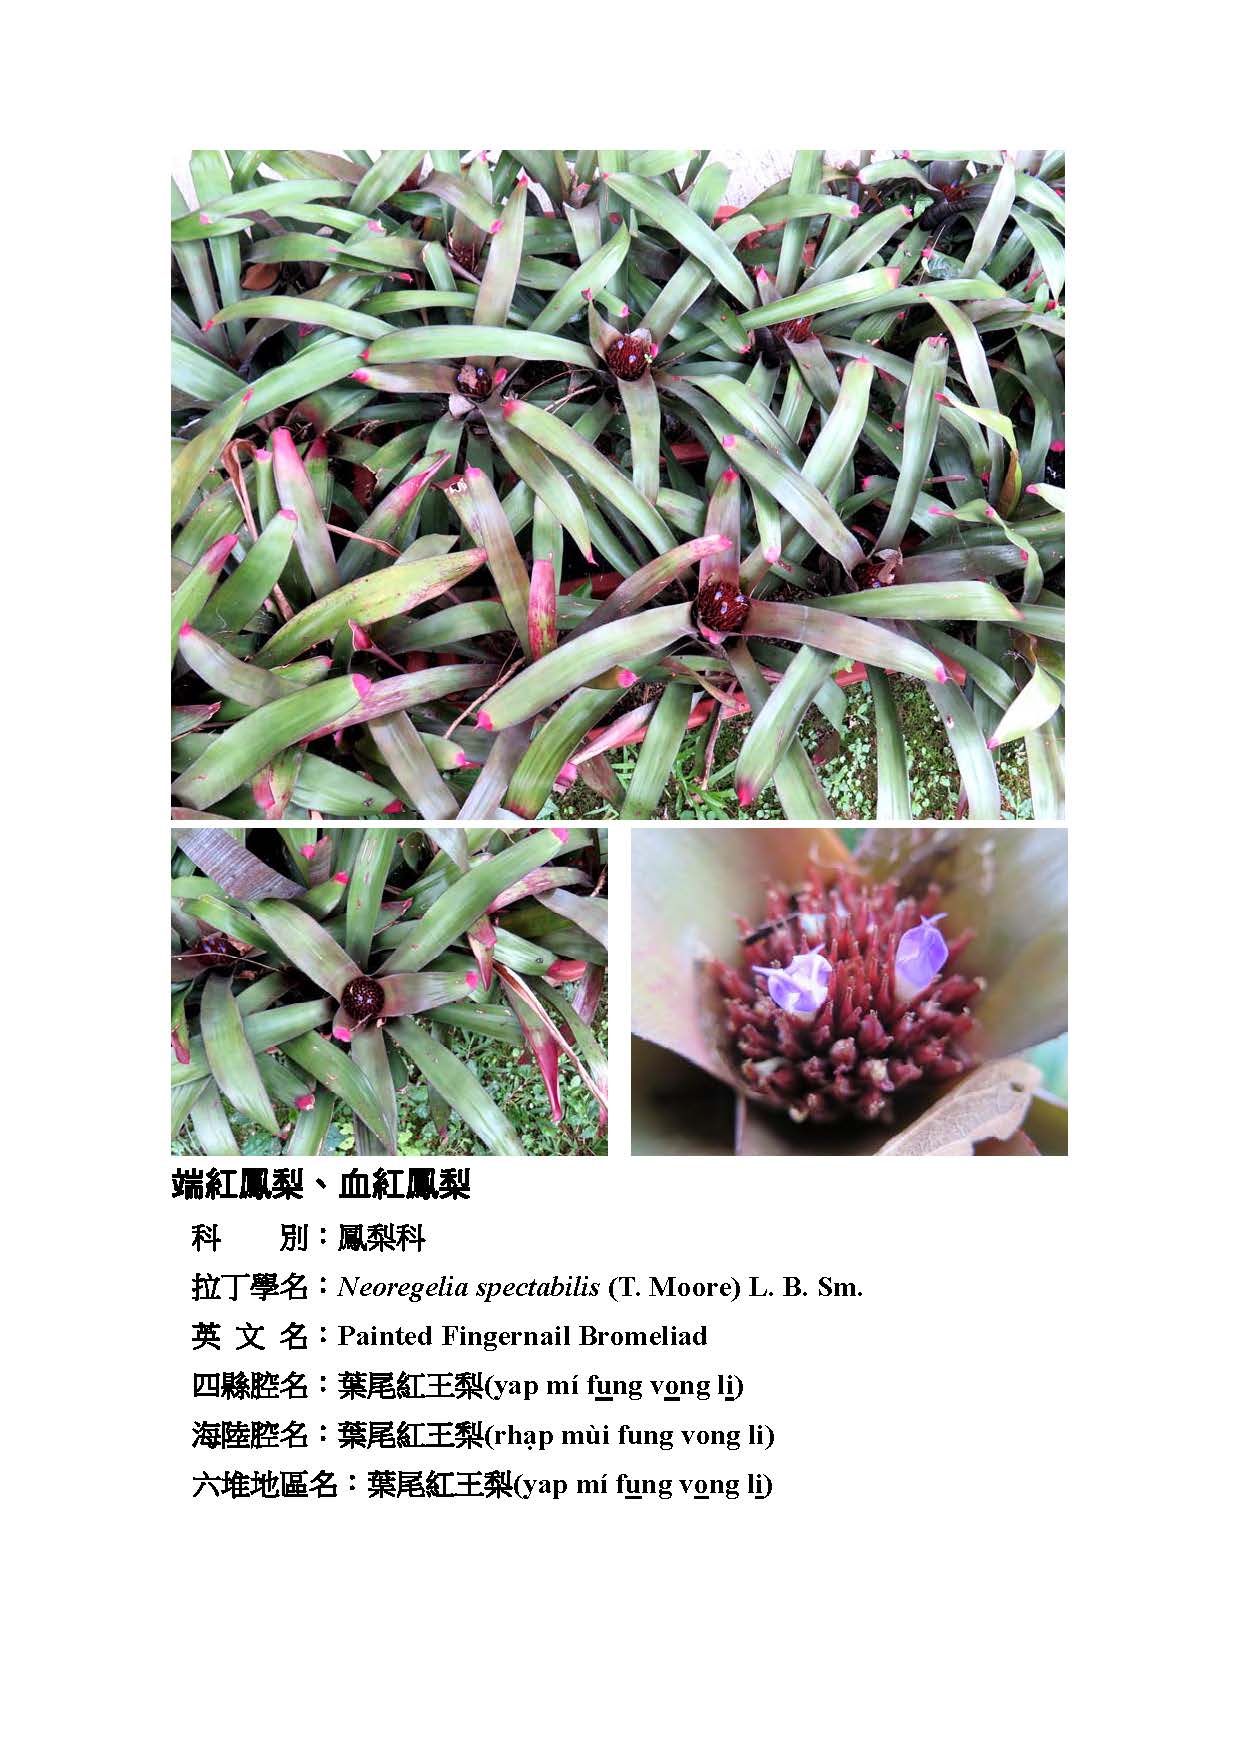 端紅鳳梨、血紅鳳梨
科　　別：鳳梨科
拉丁學名：Neoregelia spectabilis (T. Moore) L. B. Sm.
英 文 名：Painted Fingernail Bromeliad
四縣腔名：葉尾紅王梨(yap mí fu̲ng vo̲ng li̲)
海陸腔名：葉尾紅王梨(rha̠p mùi fung vong li)
六堆地區名：葉尾紅王梨(yap mí fu̲ng vo̲ng li̲)